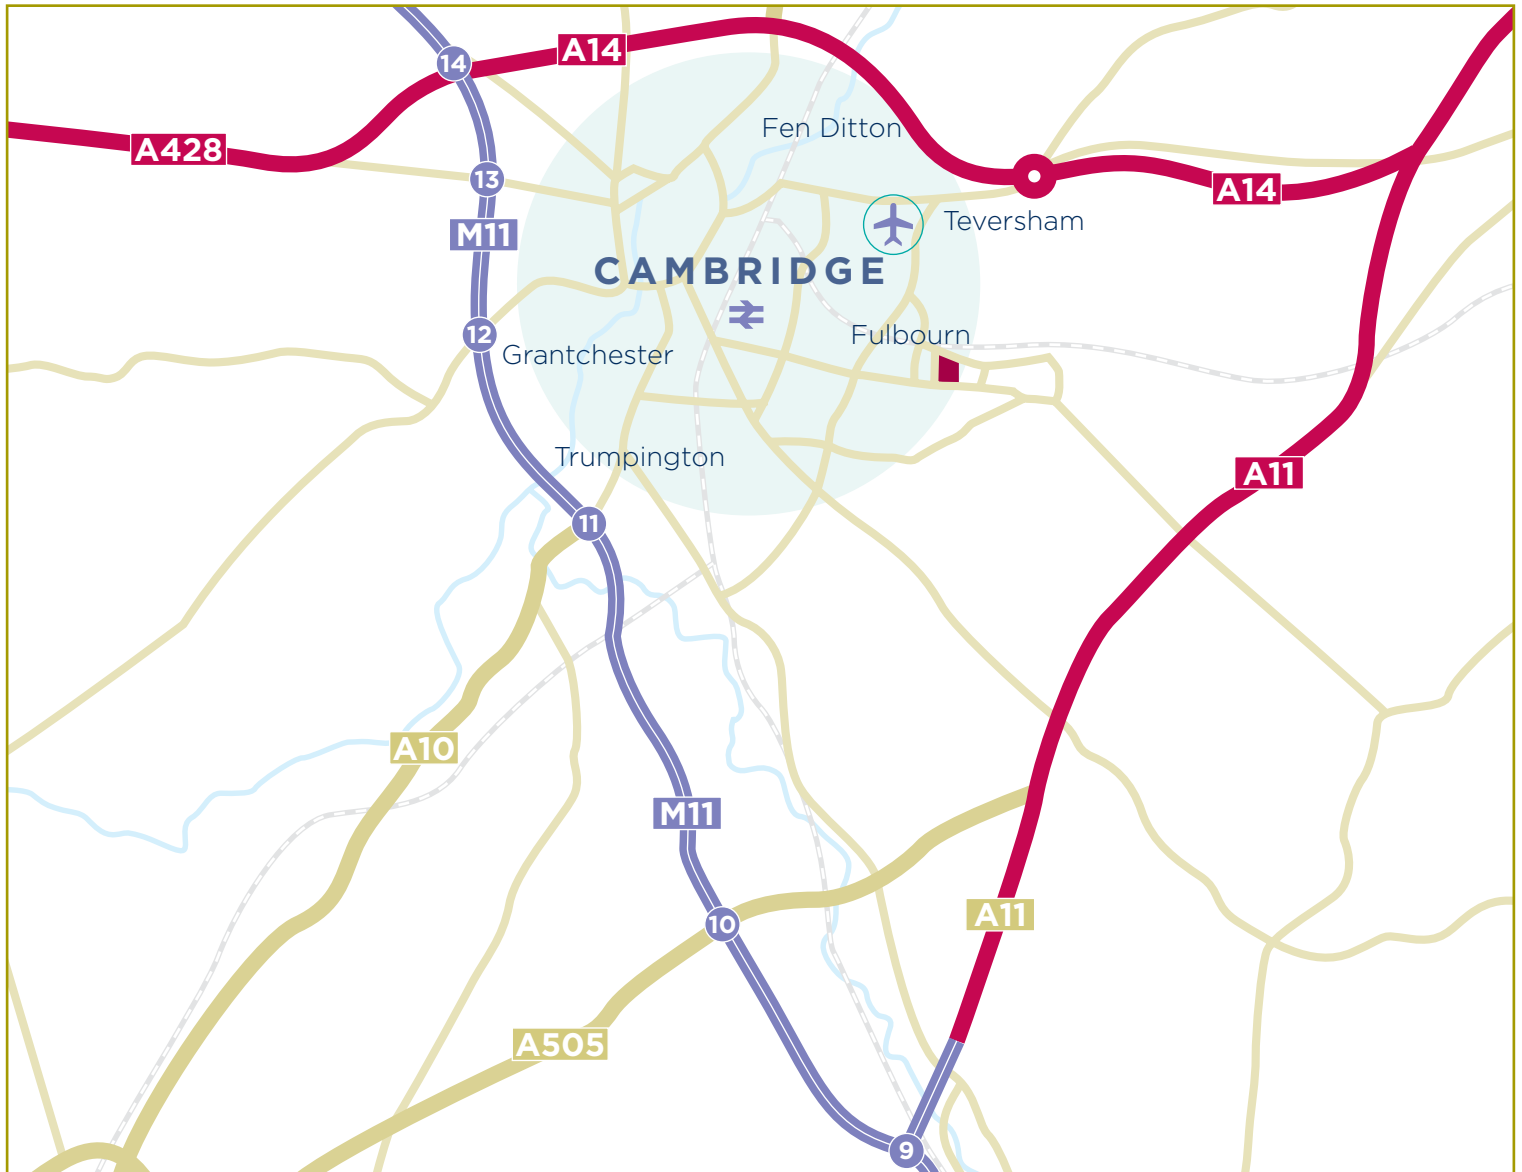 14
A14
Fen Ditton
A428
13
A14
M11
Teversham
CAMBRIDGE
12
Fulbourn
Grantchester
Trumpington
A11
11
A10
M11
10
A11
A505
9